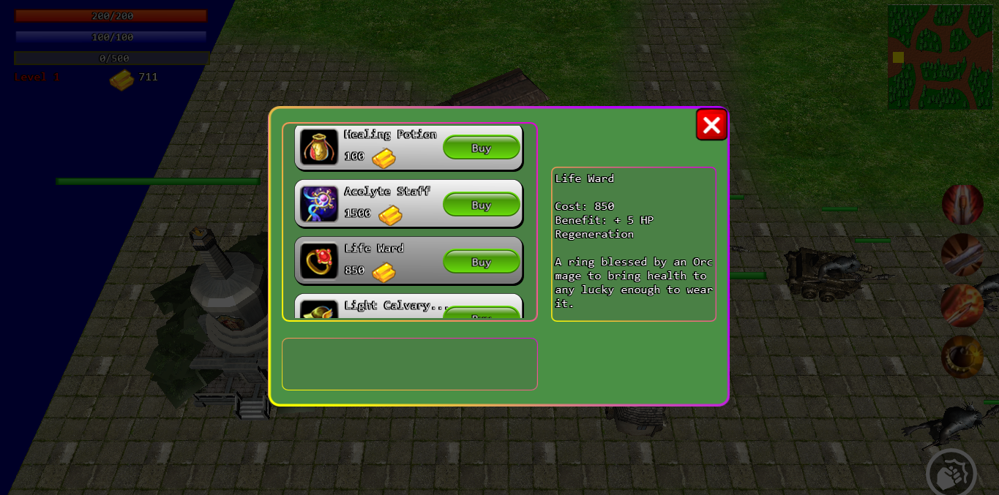 200/200
100/100
0/500
Level 1
711
Healing Potion
100
Buy
Acolyte Staff
1500
Buy
Life Ward
850
Buy
Light Calvary...
Buy
Life Ward
Cost: 850
Benefit: + 5 HP
Regeneration
A ring blessed by an Orc
mage to bring health to
any lucky enough to wear
it.